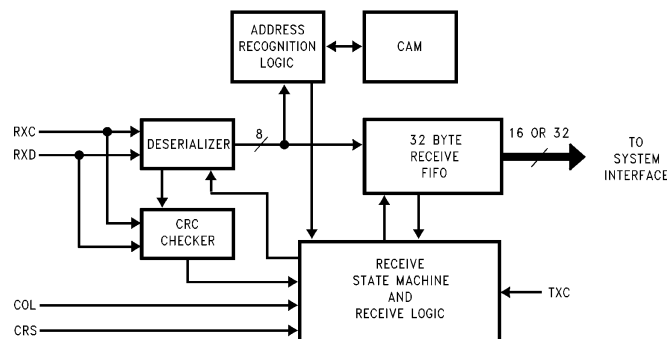 ADDRESS
RECOGNITION
LOGIC
CAM
RXC
RXD
DESERIALIZER
8
32 BYTE
RECEIVE
FIFO
16 OR 32
TO
SYSTEM
INTERFACE
CRC
CHECKER
RECEIVE
STATE MACHINE
AND
RECEIVE LOGIC
TXC
COL
CRS